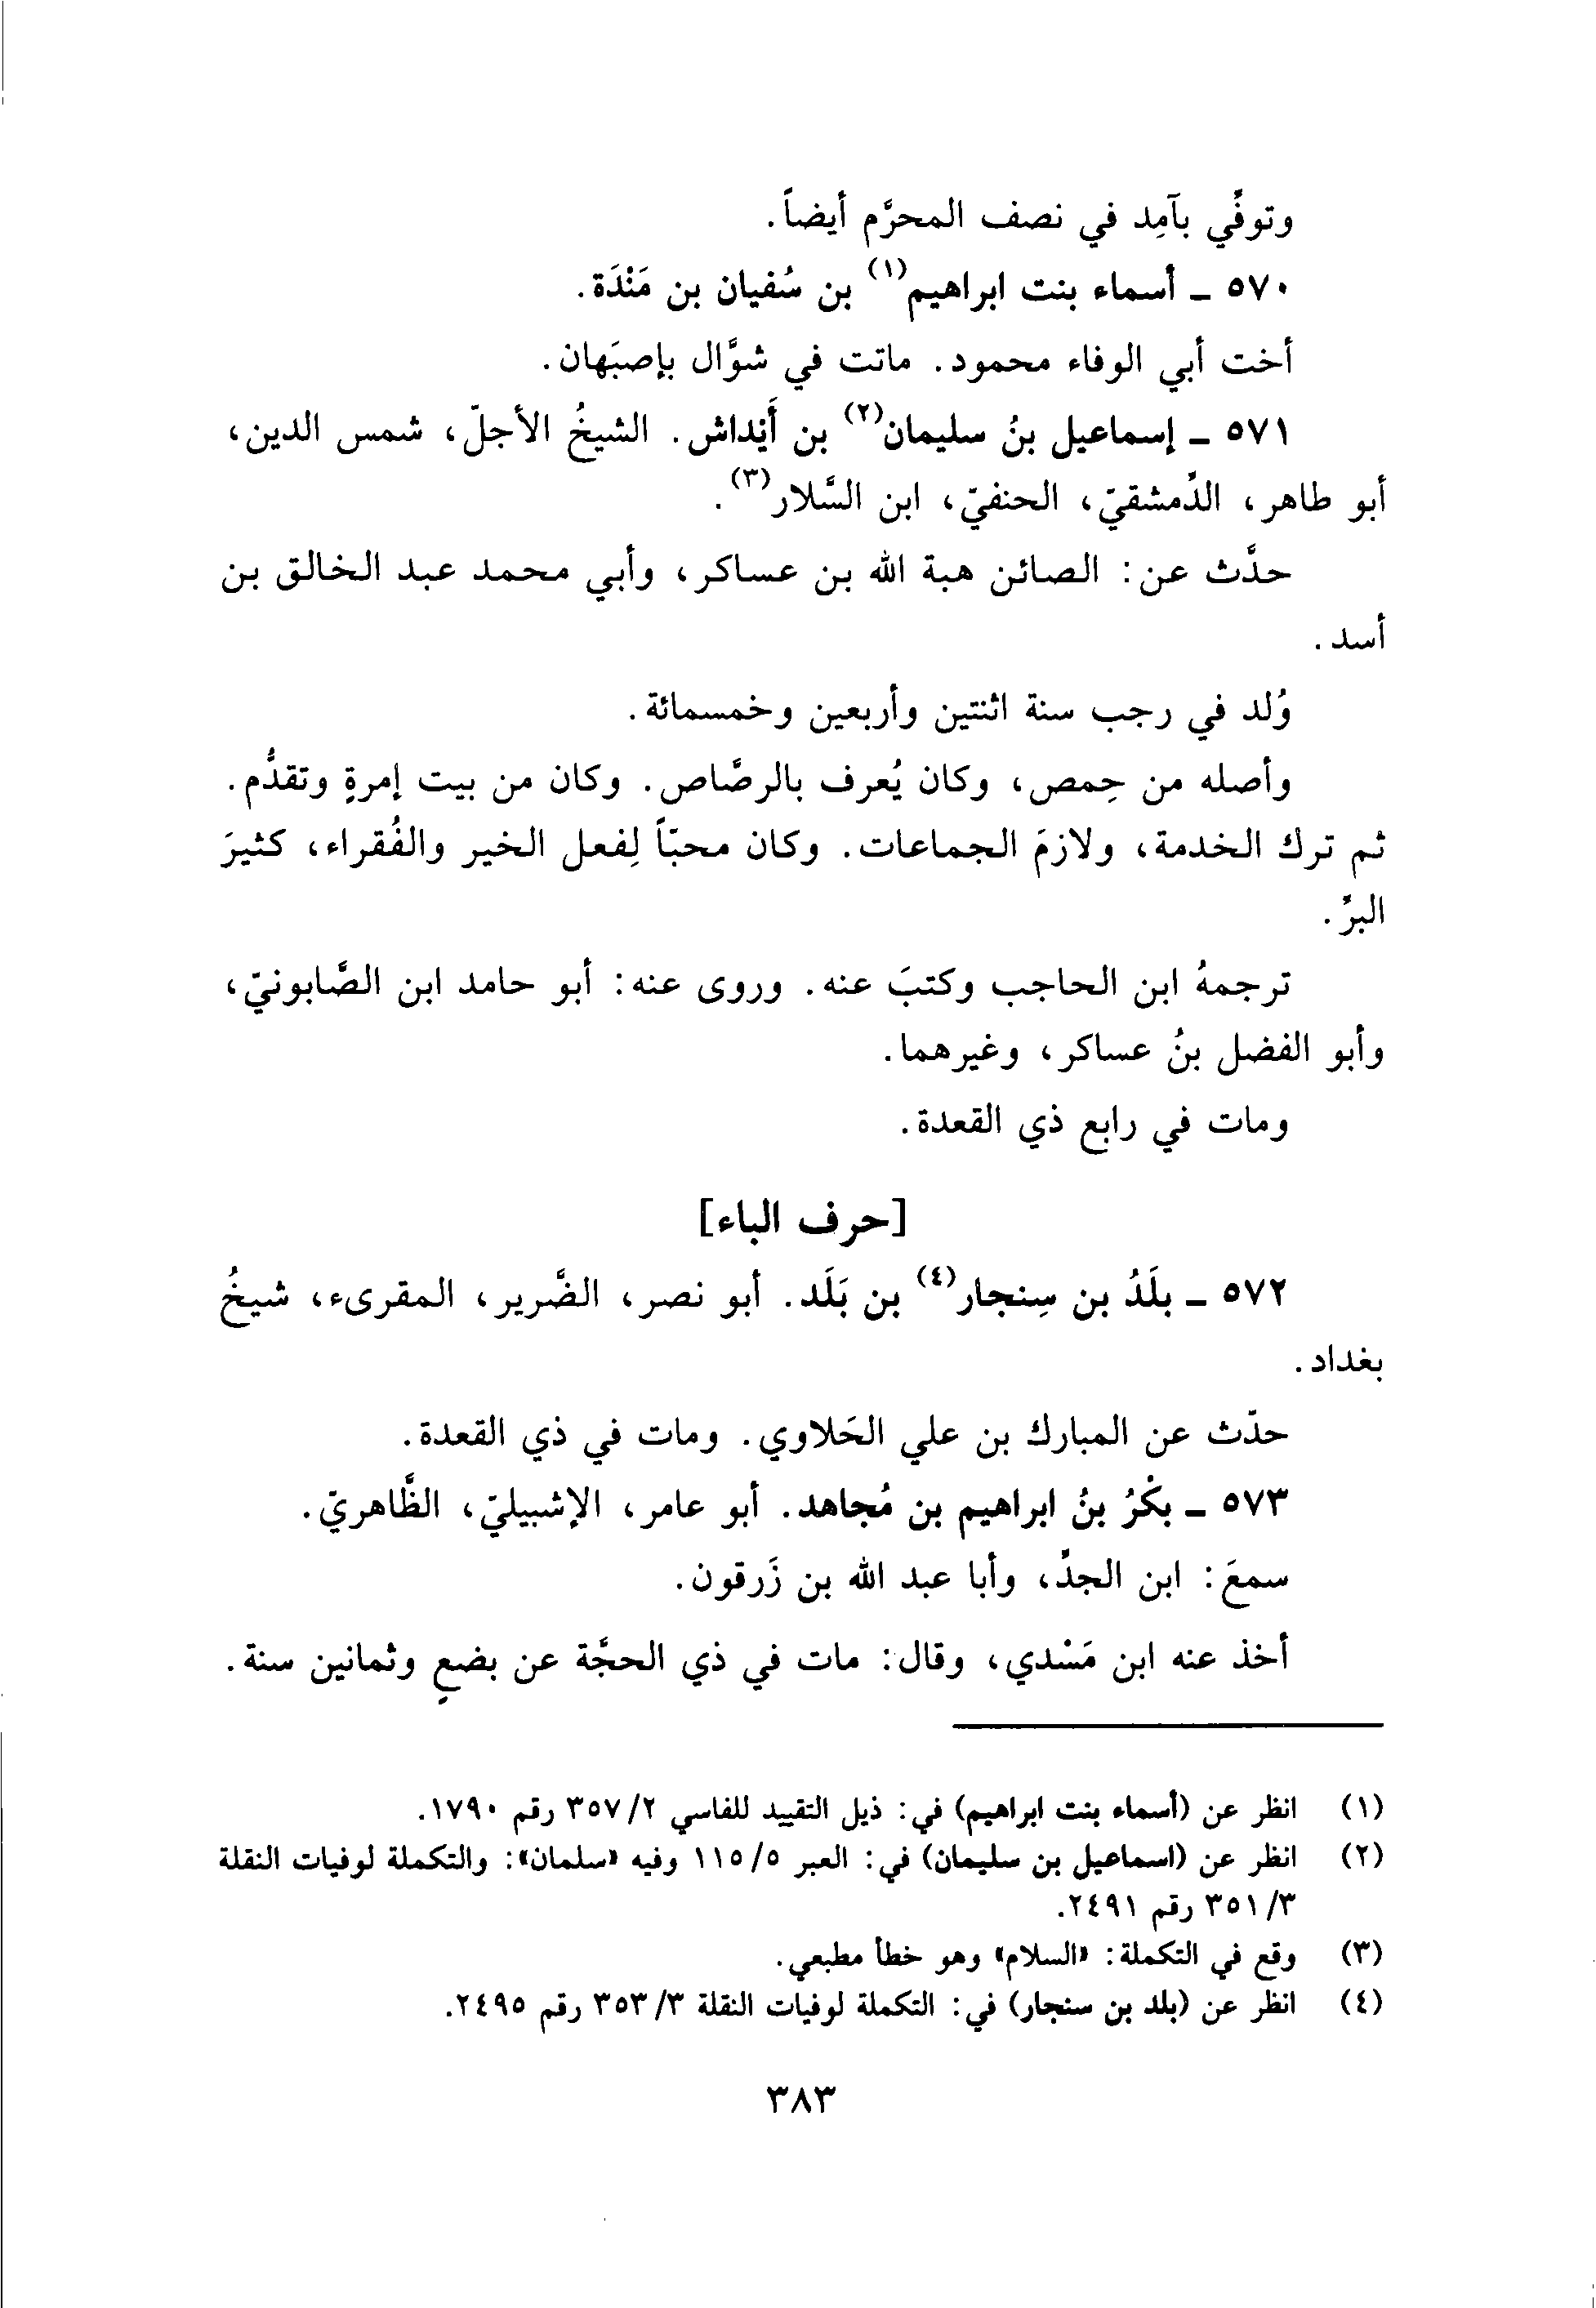 وتوفِّي بآمِد في نصف المحرَّم أيضاً.
٥٧٠ ـ أسماء بنت ابراهيم(١) بن سُفيان بن مَنْدَة.
أخت أبي الوفاء محمود. ماتت في شوَّال بإصبَهان.
٥٧١ ـ إسماعيل بنُ سليمان(٢) بن أَيْداش. الشيخُ الأجلّ، شمس الدين،
أبو طاهر، الدِّمشقيّ، الحنفيّ، ابن السَّلار(٣).
حدَّث عن: الصائن هبة الله بن عساكر، وأبي محمد عبد الخالق بن
أسد.
وُلد في رجب سنة اثنتين وأربعين وخمسمائة.
وأصله من حِمص، وكان يُعرف بالرصَّاص. وكان من بيت إمرةٍ وتقدُّم.
ثم ترك الخدمة، ولازمَ الجماعات. وكان محبّاً لِفعل الخير والفُقراء، كثيرَ
البرِّ.
ترجمهُ ابن الحاجب وكتبَ عنه. وروى عنه: أبو حامد ابن الصَّابونيّ،
وأبو الفضل بنُ عساكر، وغيرهما.
ومات في رابع ذي القعدة.
[حرف الباء]
٥٧٢ ـ بلَدُ بن سِنجار(٤) بن بَلَد. أبو نصر، الضَّرير، المقرىء، شيخُ
بغداد.
حدّث عن المبارك بن علي الحَلاوي. ومات في ذي القعدة.
٥٧٣ ـ بكْرُ بنُ ابراهيم بن مُجاهد. أبو عامر، الإشبيليّ، الظَّاهريّ.
سمعَ: ابن الجدِّ، وأبا عبد الله بن زَرقون.
أخذ عنه ابن مَسْدي، وقال: مات في ذي الحجَّة عن بضعٍ وثمانين سنة.
(١) انظر عن (أسماء بنت ابراهيم) في: ذيل التقييد للفاسي ٣٥٧/٢ رقم ١٧٩٠.
(٢) انظر عن (اسماعيل بن سليمان) في: العبر ١١٥/٥ وفيه «سلمان»: والتكملة لوفيات النقلة
٣٥١/٣ رقم ٢٤٩١.
(٣) وقع في التكملة: «السلام» وهو خطأ مطبعي.
(٤) انظر عن (بلد بن سنجار) في: التكملة لوفيات النقلة ٣٥٣/٣ رقم ٢٤٩٥.
٣٨٣